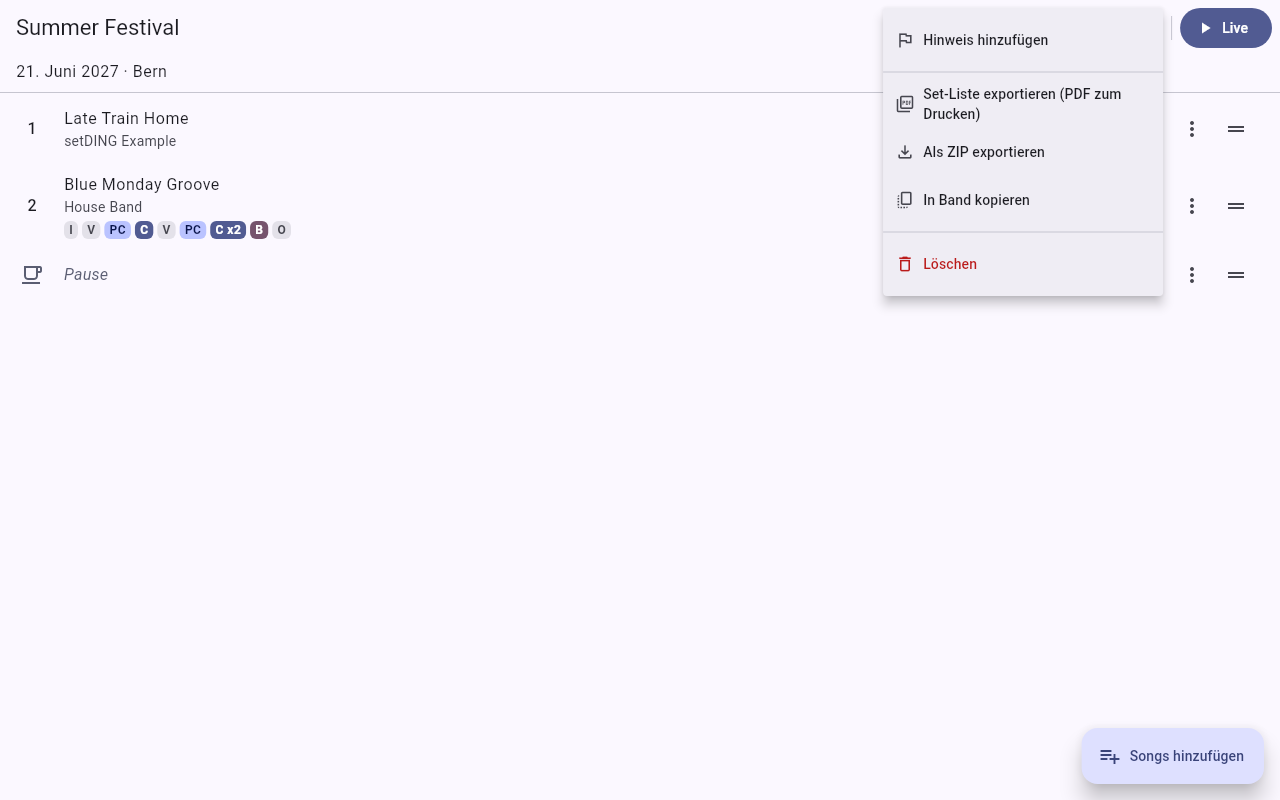 Summer Festival
21. Juni 2027 · Bern
Live
Hinweis hinzufügen
Set-Liste exportieren (PDF zum
Drucken)
Als ZIP exportieren
In Band kopieren
Löschen
1
Late Train Home
setDING Example
2
Blue Monday Groove
House Band
I V PC C V PC C x2 B O
Pause
Songs hinzufügen